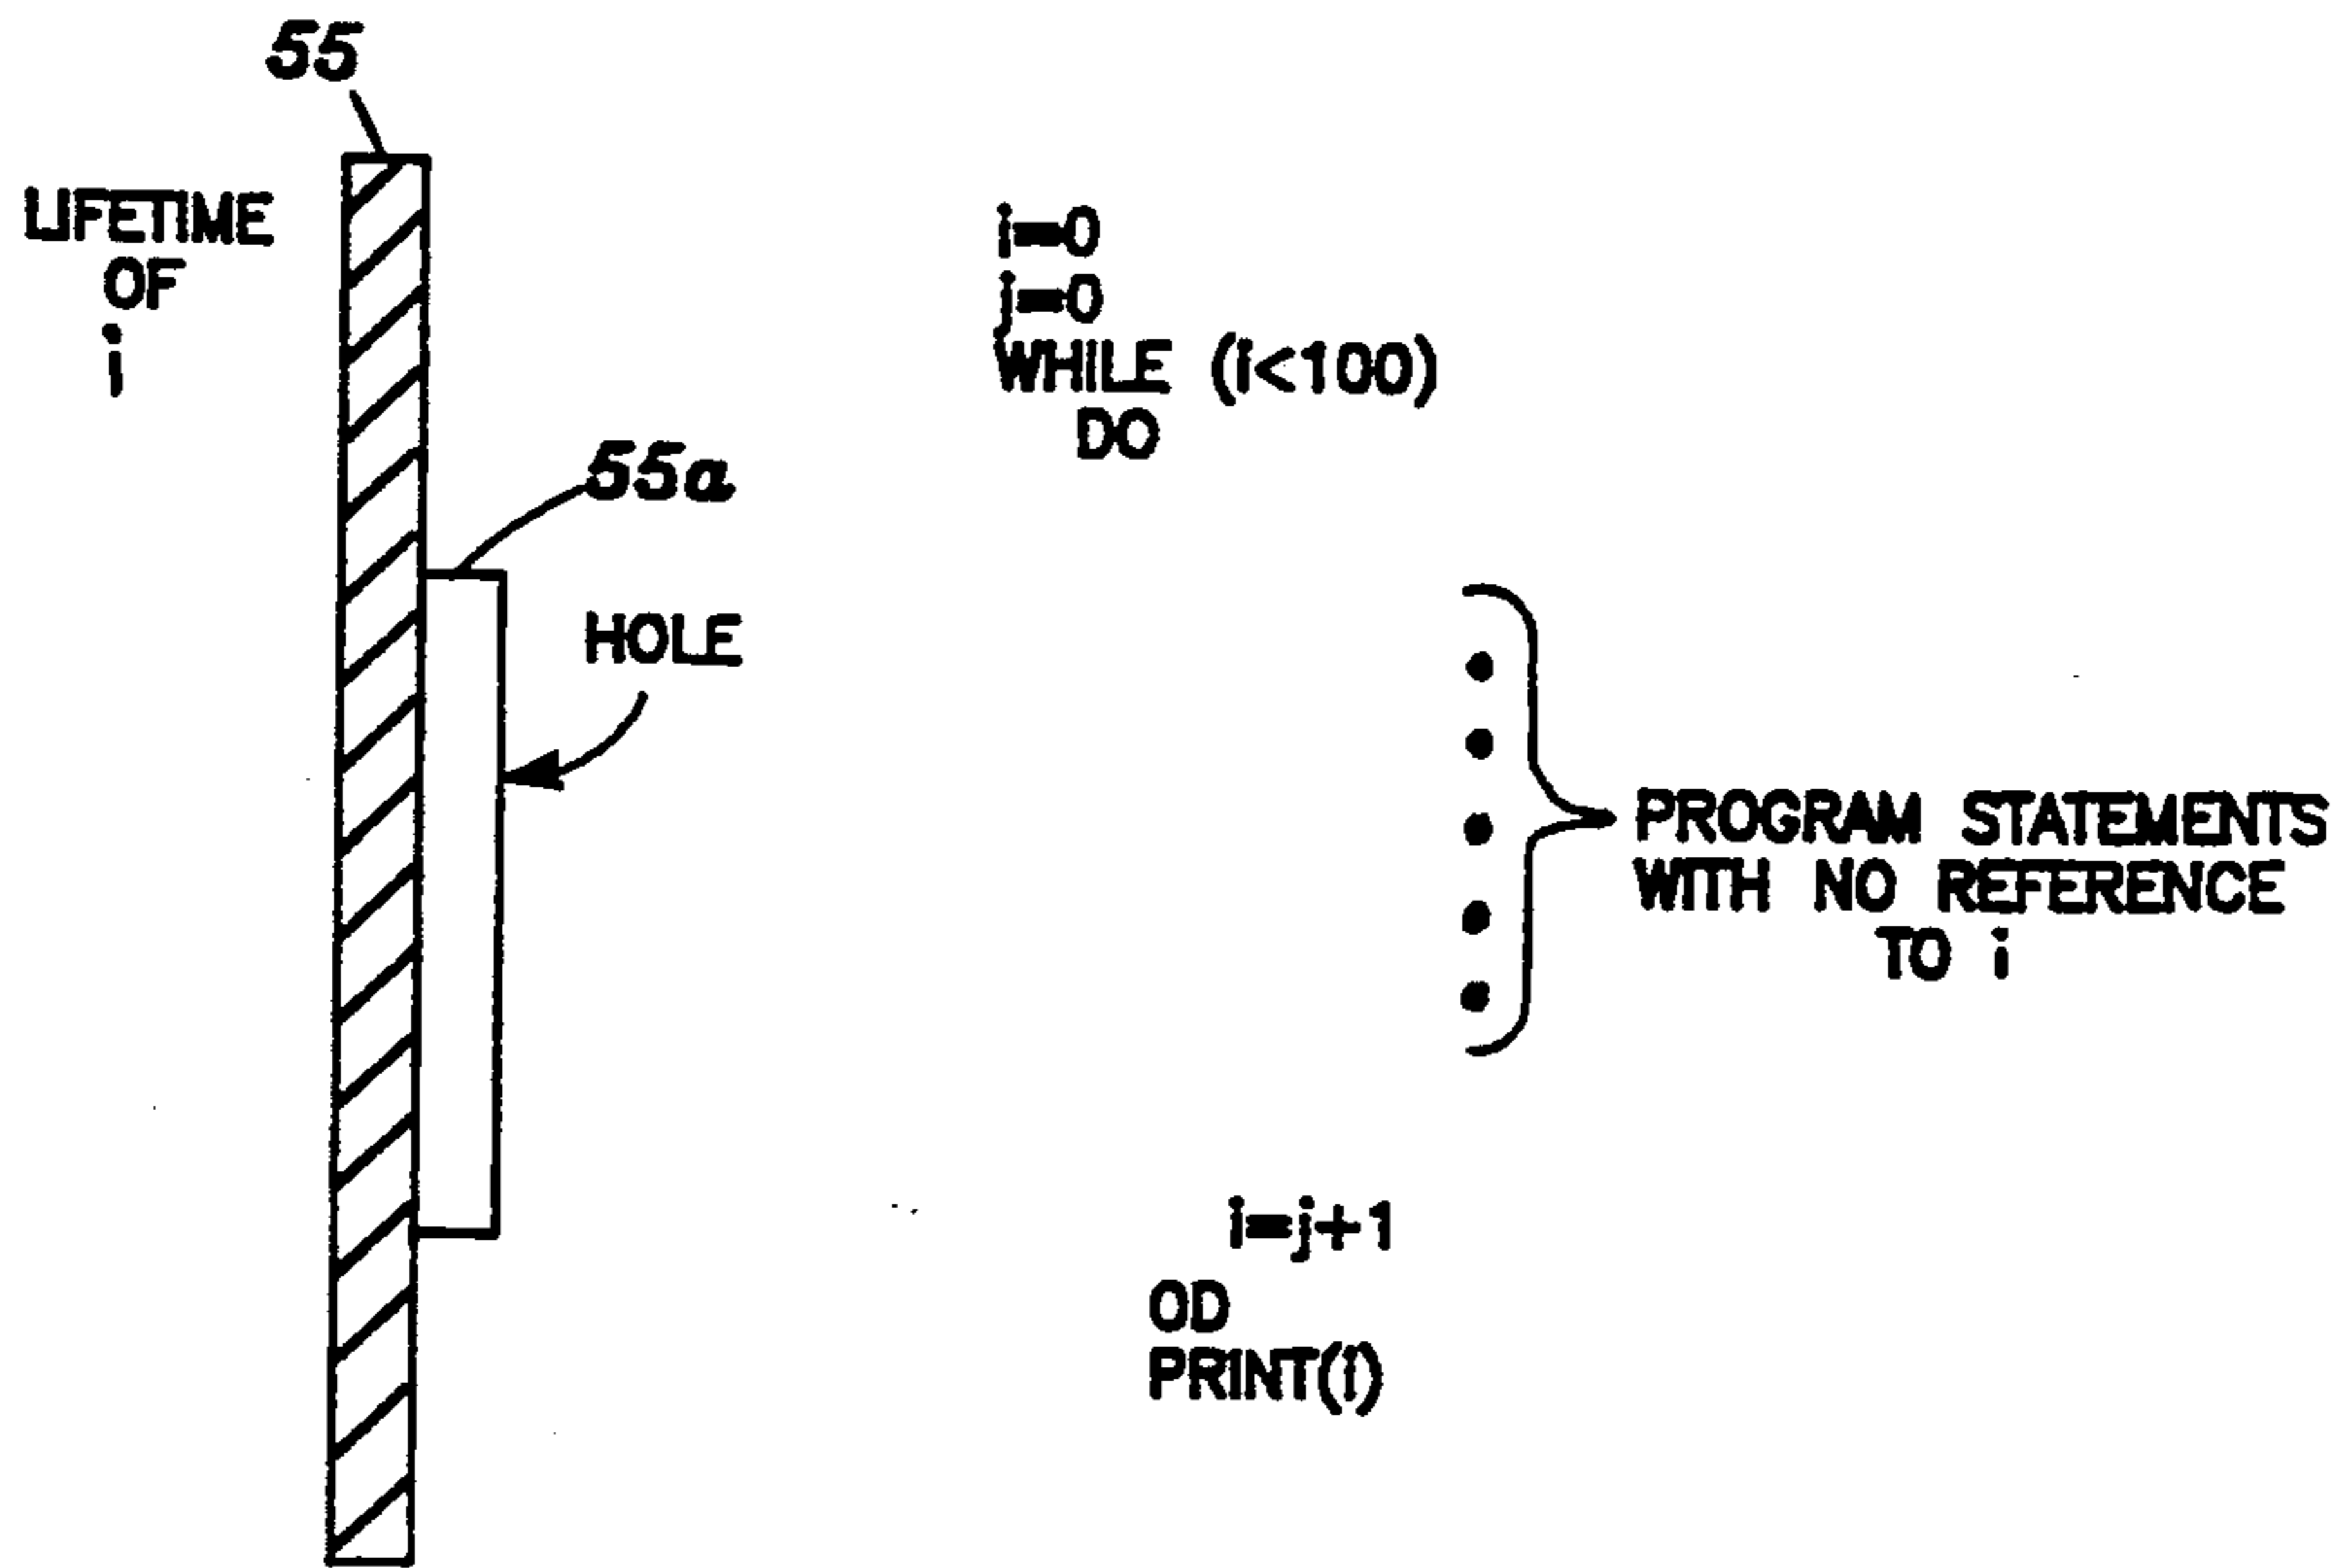 55
LIFETIME
OF
i
i=0
j=0
WHILE (i<100)
DO
55a
HOLE
PROGRAM STATEMENTS
WITH NO REFERENCE
TO i
i=j+1
OD
PRINT(i)